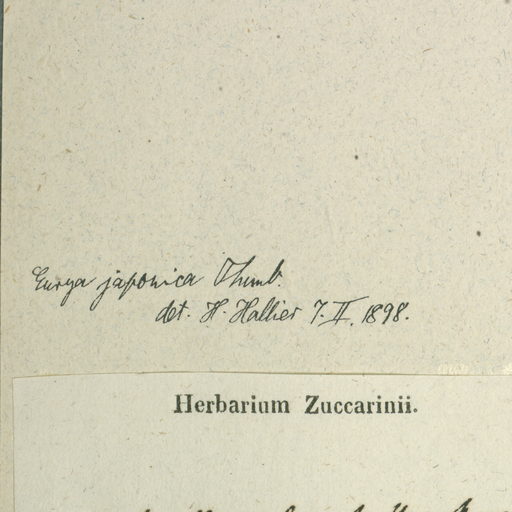 Eurya japonica Thunb.
det. H. Hallier 7. II. 1898.
Herbarium Zuccarinii.